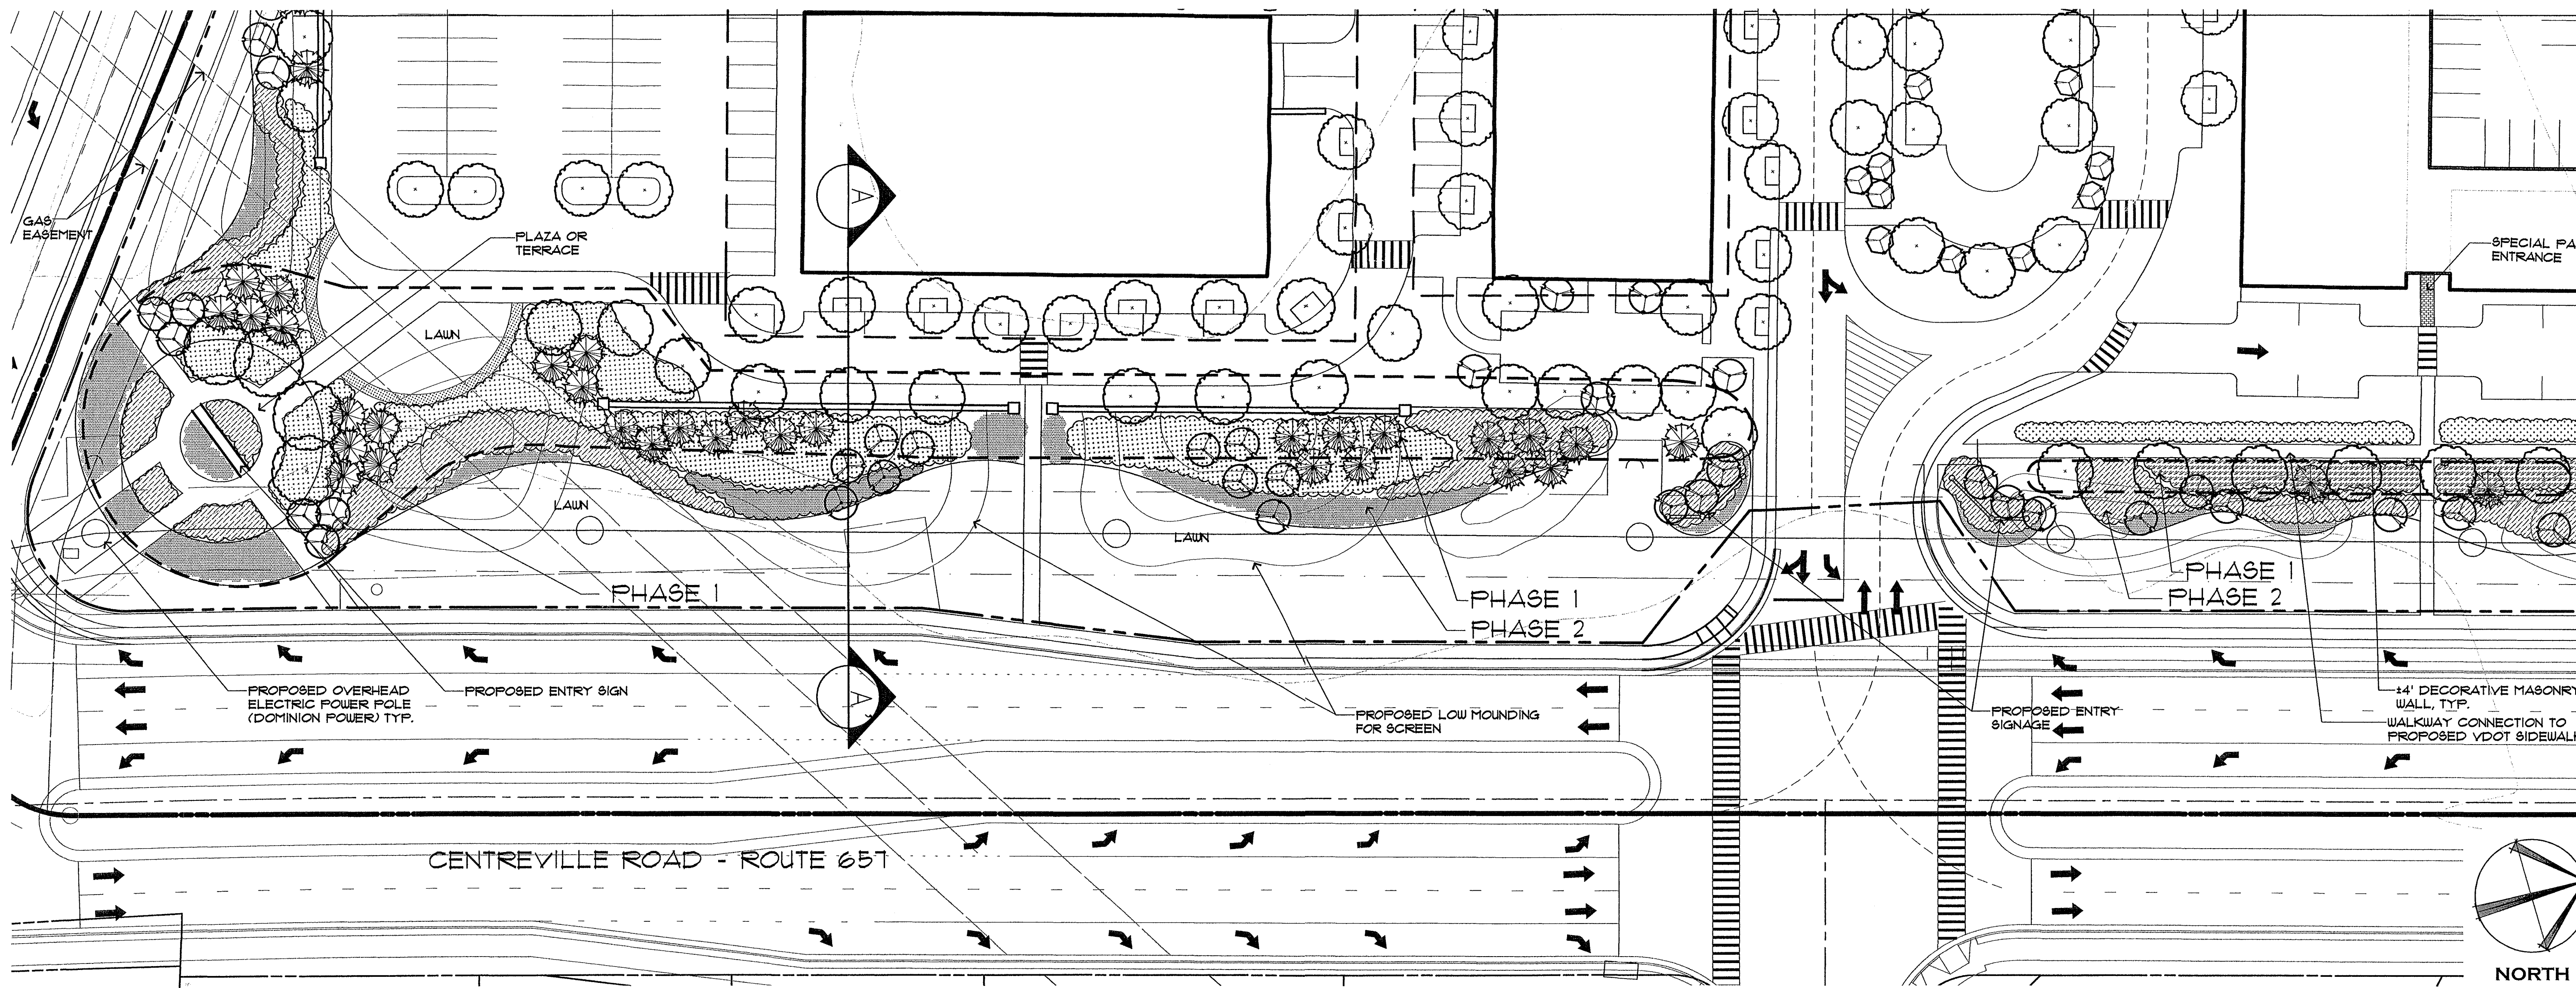 GAS
EASEMENT
PLAZA OR
TERRACE
A
SPECIAL PA
ENTRANCE
LAWN
LAWN
LAWN
PHASE 1
PHASE 1
PHASE 2
PHASE 1
PHASE 2
PROPOSED OVERHEAD
ELECTRIC POWER POLE
(DOMINION POWER) TYP.
PROPOSED ENTRY SIGN
A'
PROPOSED LOW MOUNDING
FOR SCREEN
PROPOSED ENTRY
SIGNAGE
±4' DECORATIVE MASONRY
WALL, TYP.
WALKWAY CONNECTION TO
PROPOSED VDOT SIDEWALK
CENTREVILLE ROAD - ROUTE 657
NORTH